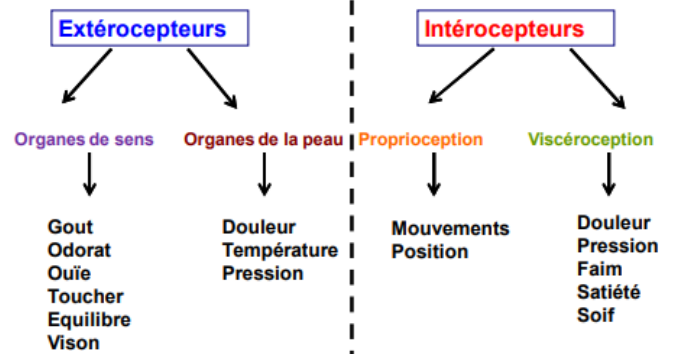 Extérocepteurs
Intérocepteurs
Organes de sens
Organes de la peau
Proprioception
Viscéroception
Gout
Odorat
Ouïe
Toucher
Equilibre
Vison
Douleur
Température
Pression
Mouvements
Position
Douleur
Pression
Faim
Satiété
Soif